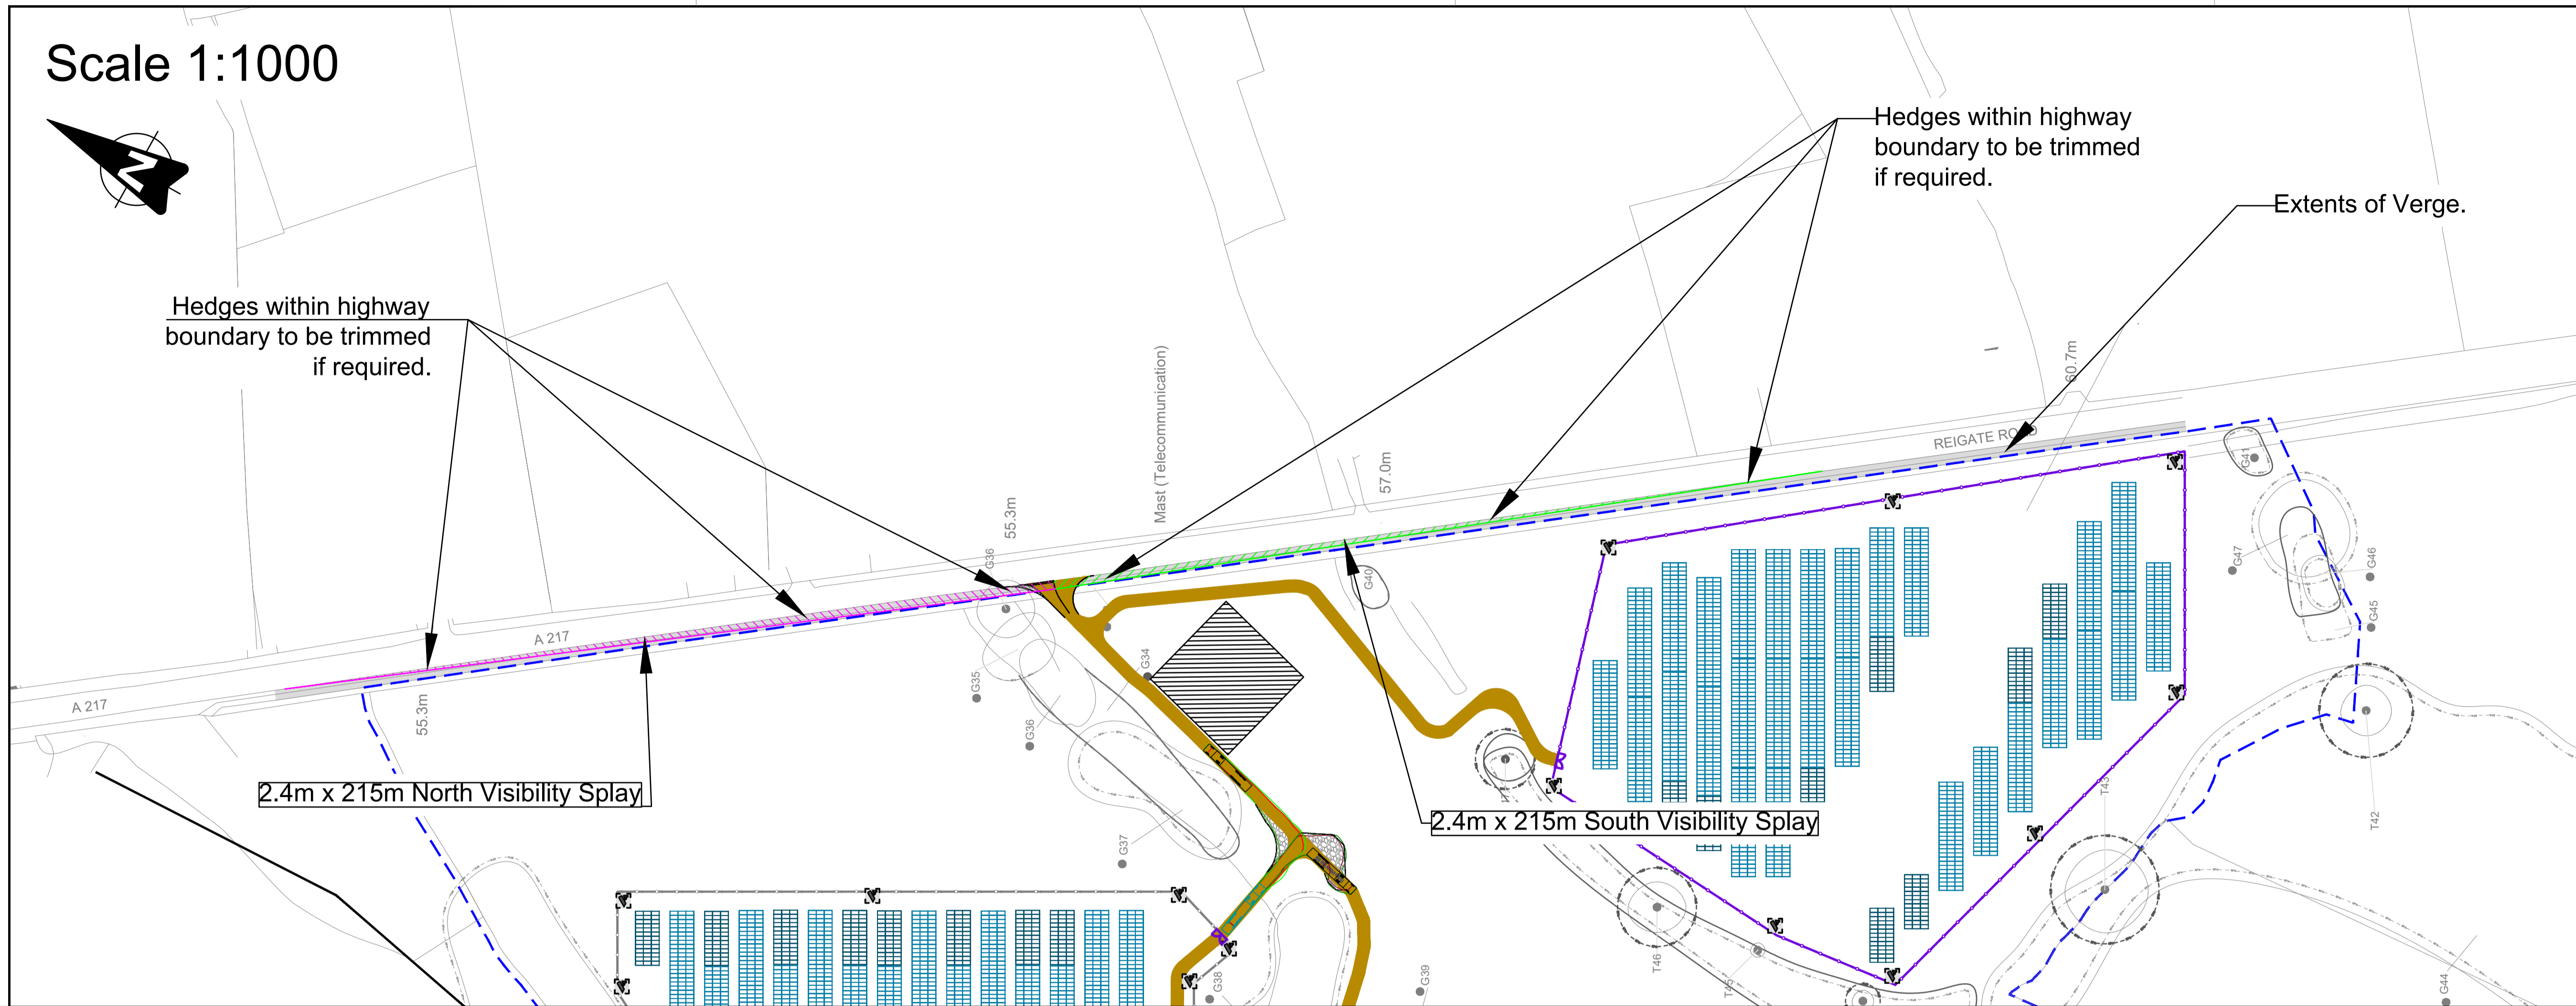 Scale 1:1000
N
Hedges within highway
boundary to be trimmed
if required.
Extents of Verge.
Hedges within highway
boundary to be trimmed
if required.
Mast (Telecommunication)
60.7m
REIGATE ROAD
57.0m
55.3m
G36
G40
G41
G47
G46
G45
A 217
A 217
55.3m
G34
G35
G36
2.4m x 215m North Visibility Splay
2.4m x 215m South Visibility Splay
G37
T43
T42
T46
T45
G38
G39
G44